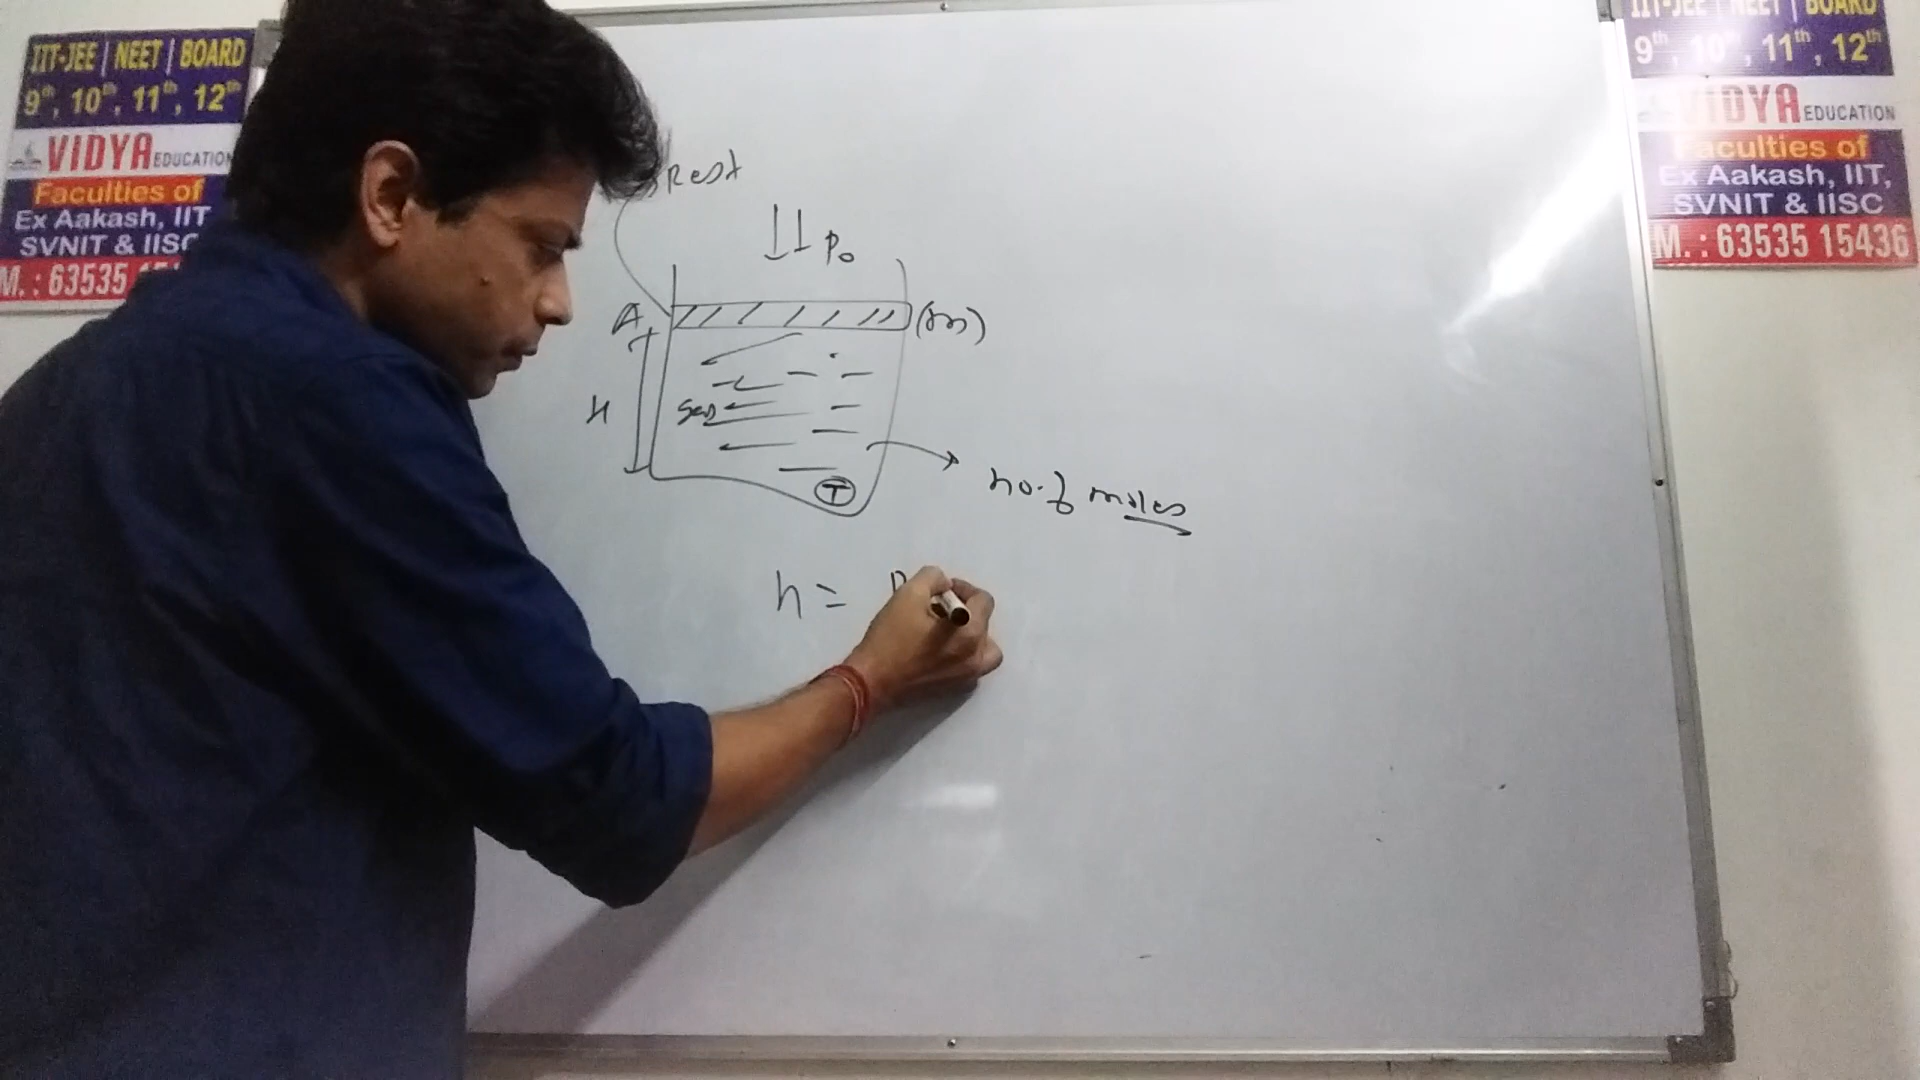 IIT-JEE | NEET | BOARD
9th, 10th, 11th, 12th
VIDYA EDUCATION
Faculties of
Ex Aakash, IIT
SVNIT & IISC
M.: 63535
IIT-JEE | NEET | BOARD
9th, 10th, 11th, 12th
VIDYA EDUCATION
Faculties of
Ex Aakash, IIT,
SVNIT & IISC
M.: 63535 15436
Rest
P₀
A
(m)
H
gas
T
no. of moles
n = P